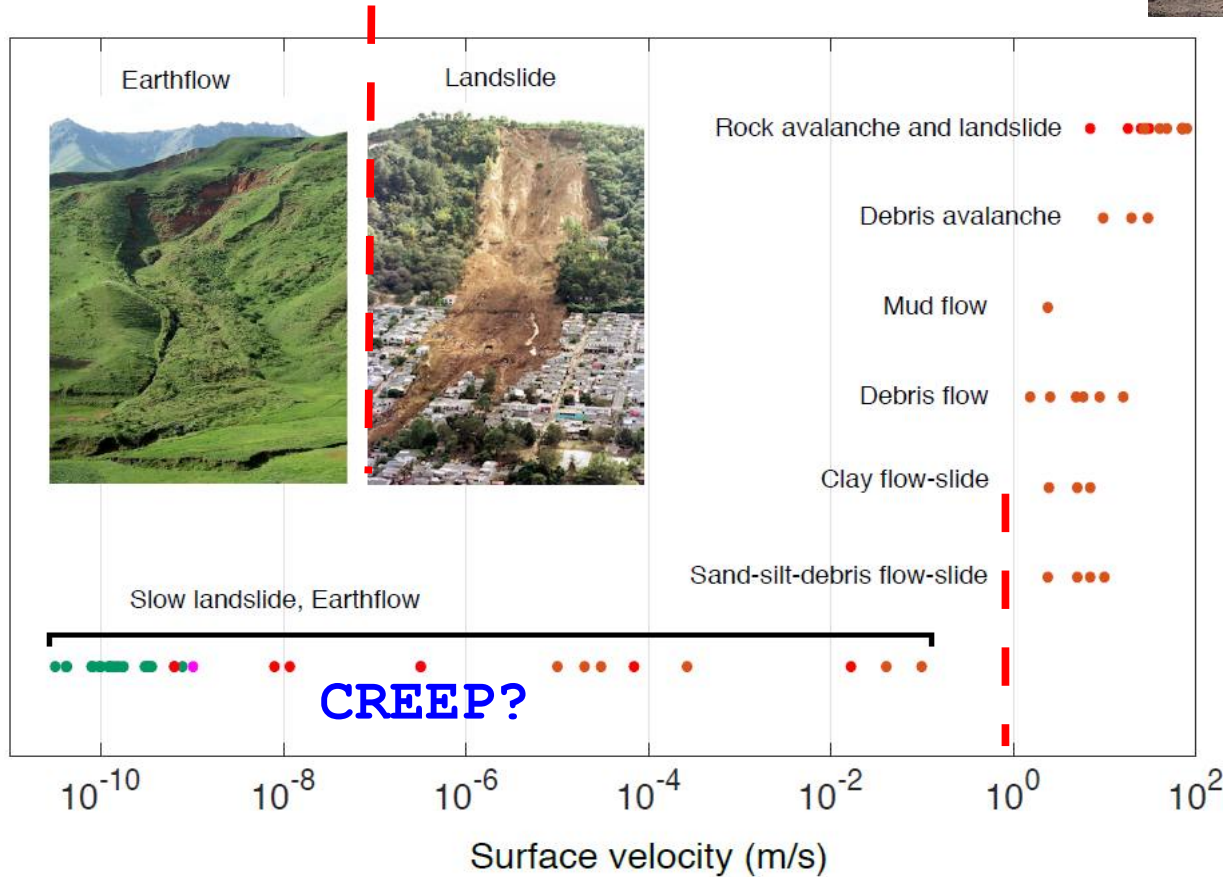 Earthflow
Landslide
Rock avalanche and landslide
Debris avalanche
Mud flow
Debris flow
Clay flow-slide
Sand-silt-debris flow-slide
Slow landslide, Earthflow
CREEP?
10^-10 10^-8 10^-6 10^-4 10^-2 10^0 10^2
Surface velocity (m/s)